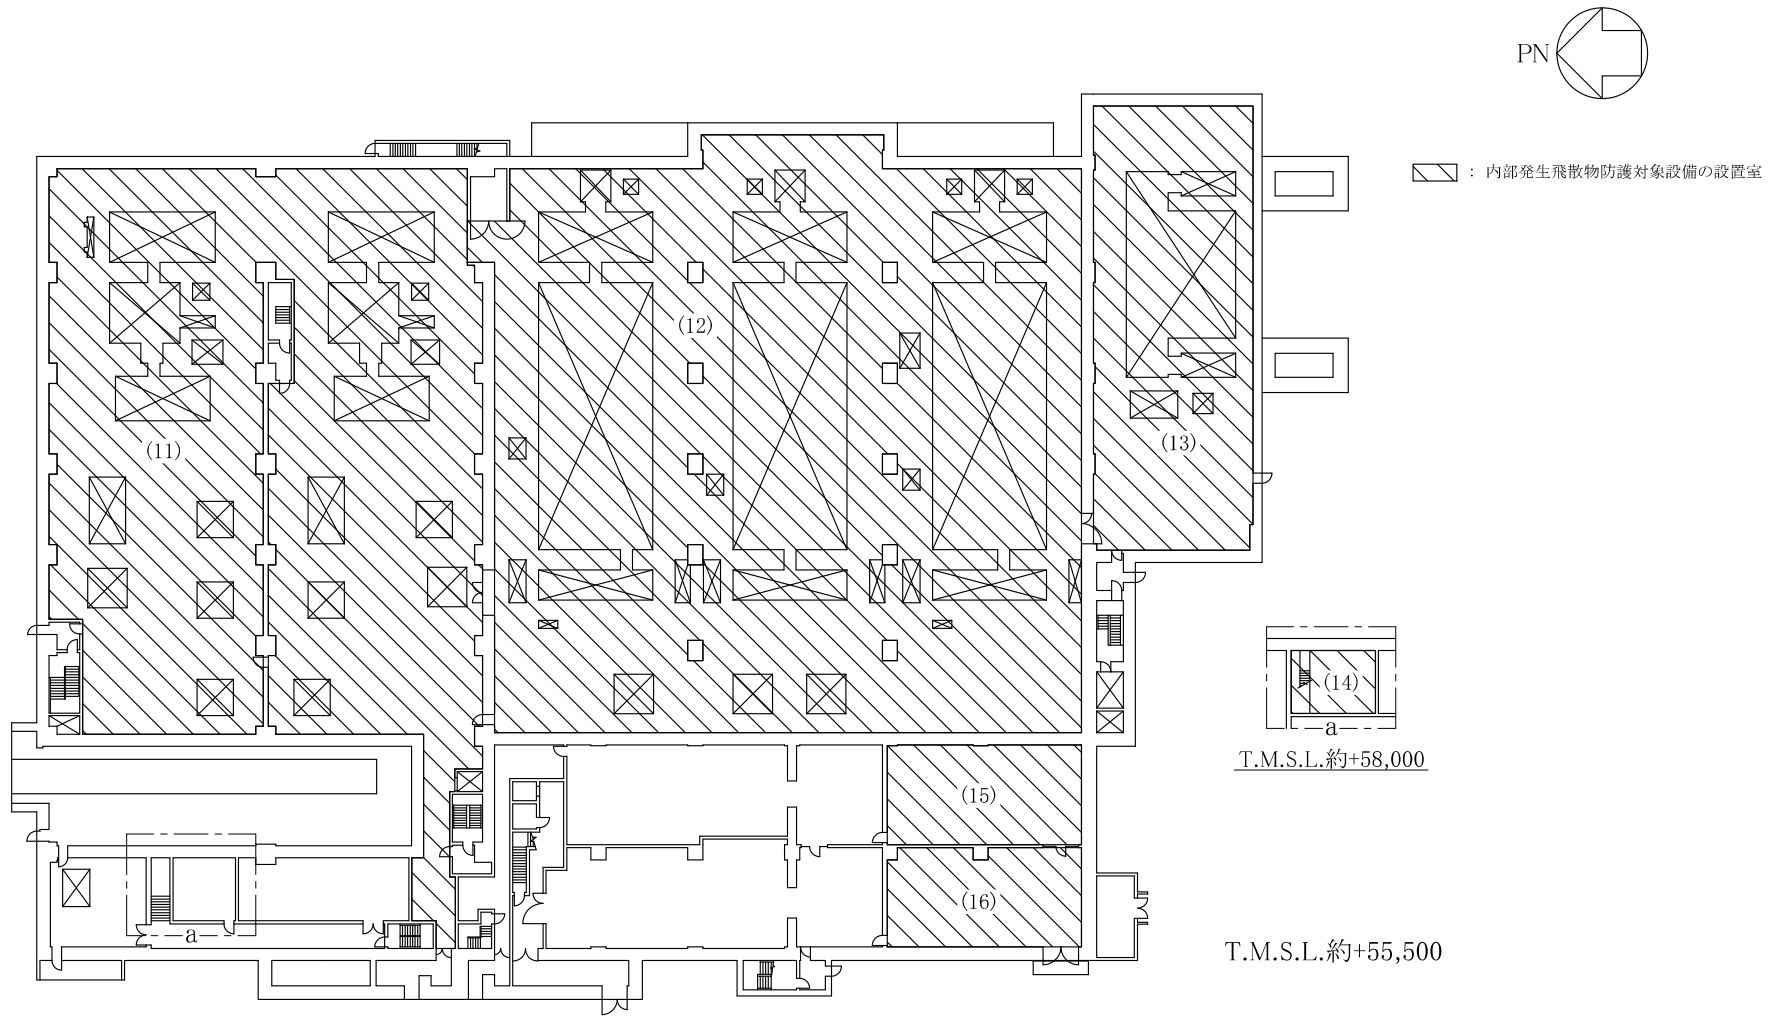 PN
: 内部発生飛散物防護対象設備の設置室
(12)
(11)
(13)
(14)
a
T.M.S.L.約+58,000
(15)
(16)
a
T.M.S.L.約+55,500